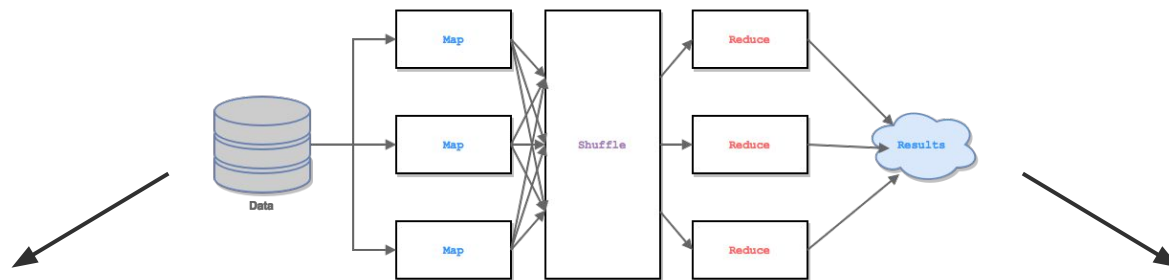 Map
Reduce
Map
Shuffle
Reduce
Results
Data
Map
Reduce